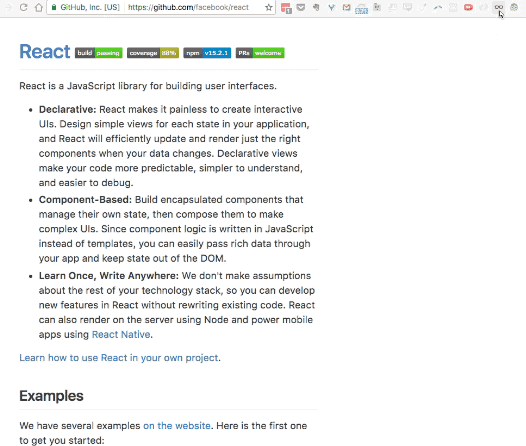 GitHub, Inc. [US] https://github.com/facebook/react
React build passing coverage 88% npm v15.2.1 PRs welcome
React is a JavaScript library for building user interfaces.
• Declarative: React makes it painless to create interactive
UIs. Design simple views for each state in your application,
and React will efficiently update and render just the right
components when your data changes. Declarative views
make your code more predictable, simpler to understand,
and easier to debug.
• Component-Based: Build encapsulated components that
manage their own state, then compose them to make
complex UIs. Since component logic is written in JavaScript
instead of templates, you can easily pass rich data through
your app and keep state out of the DOM.
• Learn Once, Write Anywhere: We don't make assumptions
about the rest of your technology stack, so you can develop
new features in React without rewriting existing code. React
can also render on the server using Node and power mobile
apps using React Native.
Learn how to use React in your own project.
Examples
We have several examples on the website. Here is the first one
to get you started: